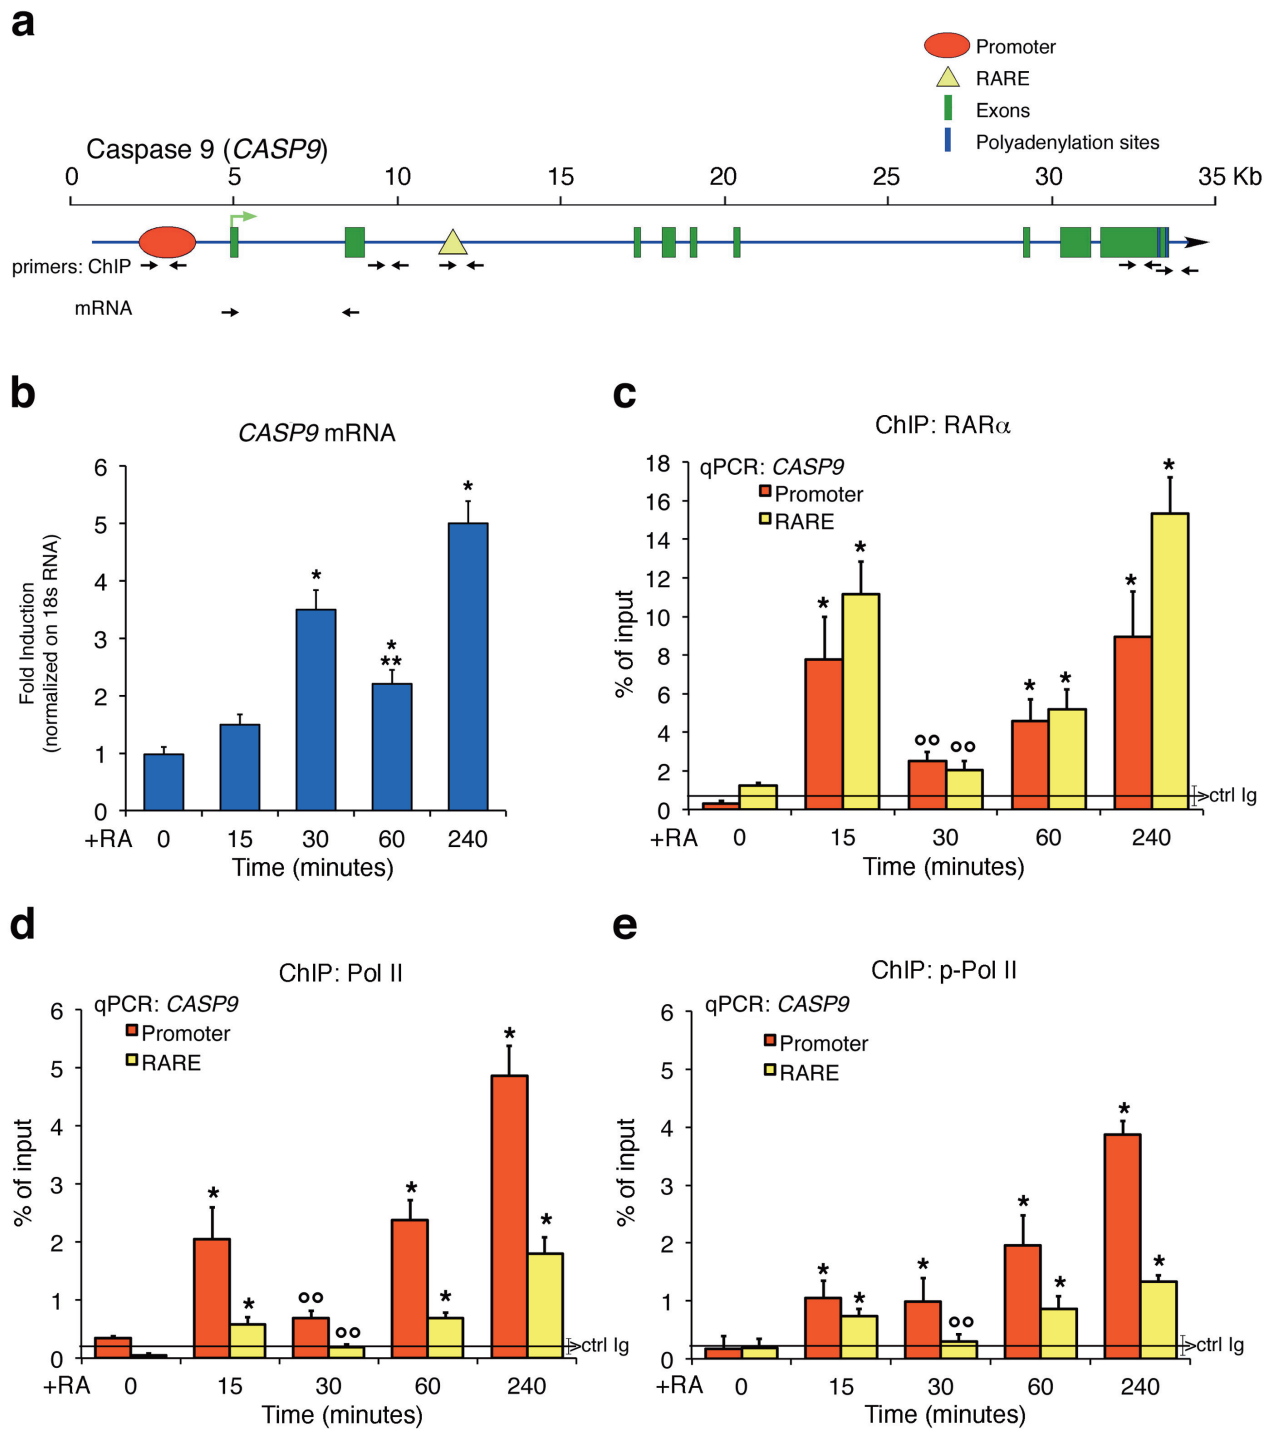 a
Promoter
RARE
Exons
Polyadenylation sites
Caspase 9 (CASP9)
0 5 10 15 20 25 30 35 Kb
primers: ChIP
mRNA
b
CASP9 mRNA
Fold Induction
(normalized on 18s RNA)
6
5
4
3
2
1
0
*
*
**
*
+RA 0 15 30 60 240
Time (minutes)
c
ChIP: RARα
qPCR: CASP9
Promoter
RARE
% of input
18
16
14
12
10
8
6
4
2
0
* * °° °° * * * *
ctrl Ig
+RA 0 15 30 60 240
Time (minutes)
d
ChIP: Pol II
qPCR: CASP9
Promoter
RARE
% of input
6
5
4
3
2
1
0
* * °° °° * * * *
ctrl Ig
+RA 0 15 30 60 240
Time (minutes)
e
ChIP: p-Pol II
qPCR: CASP9
Promoter
RARE
% of input
6
5
4
3
2
1
0
* * * °° * * * *
ctrl Ig
+RA 0 15 30 60 240
Time (minutes)